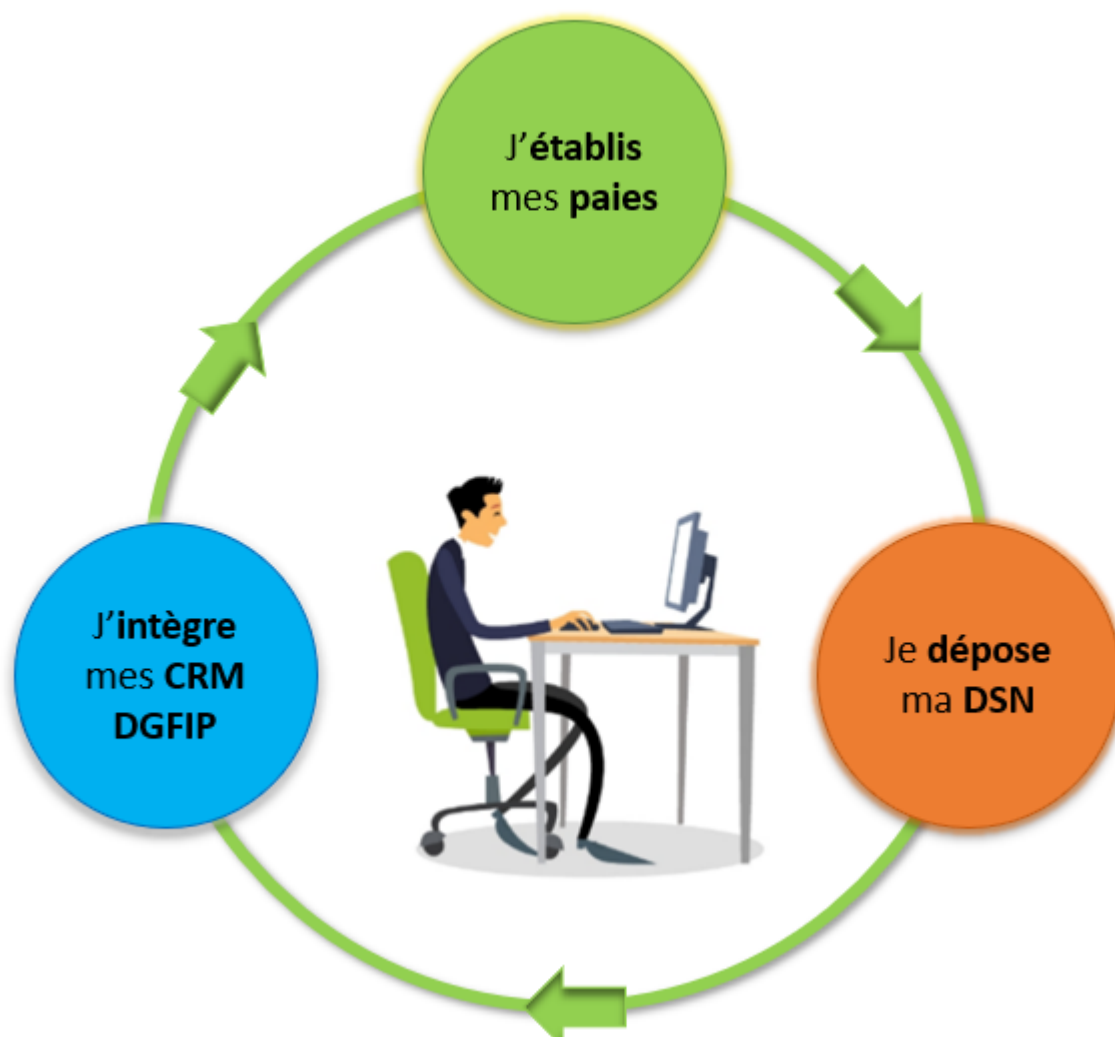 J'établis
mes paies
J'intègre
mes CRM
DGFIP
Je dépose
ma DSN